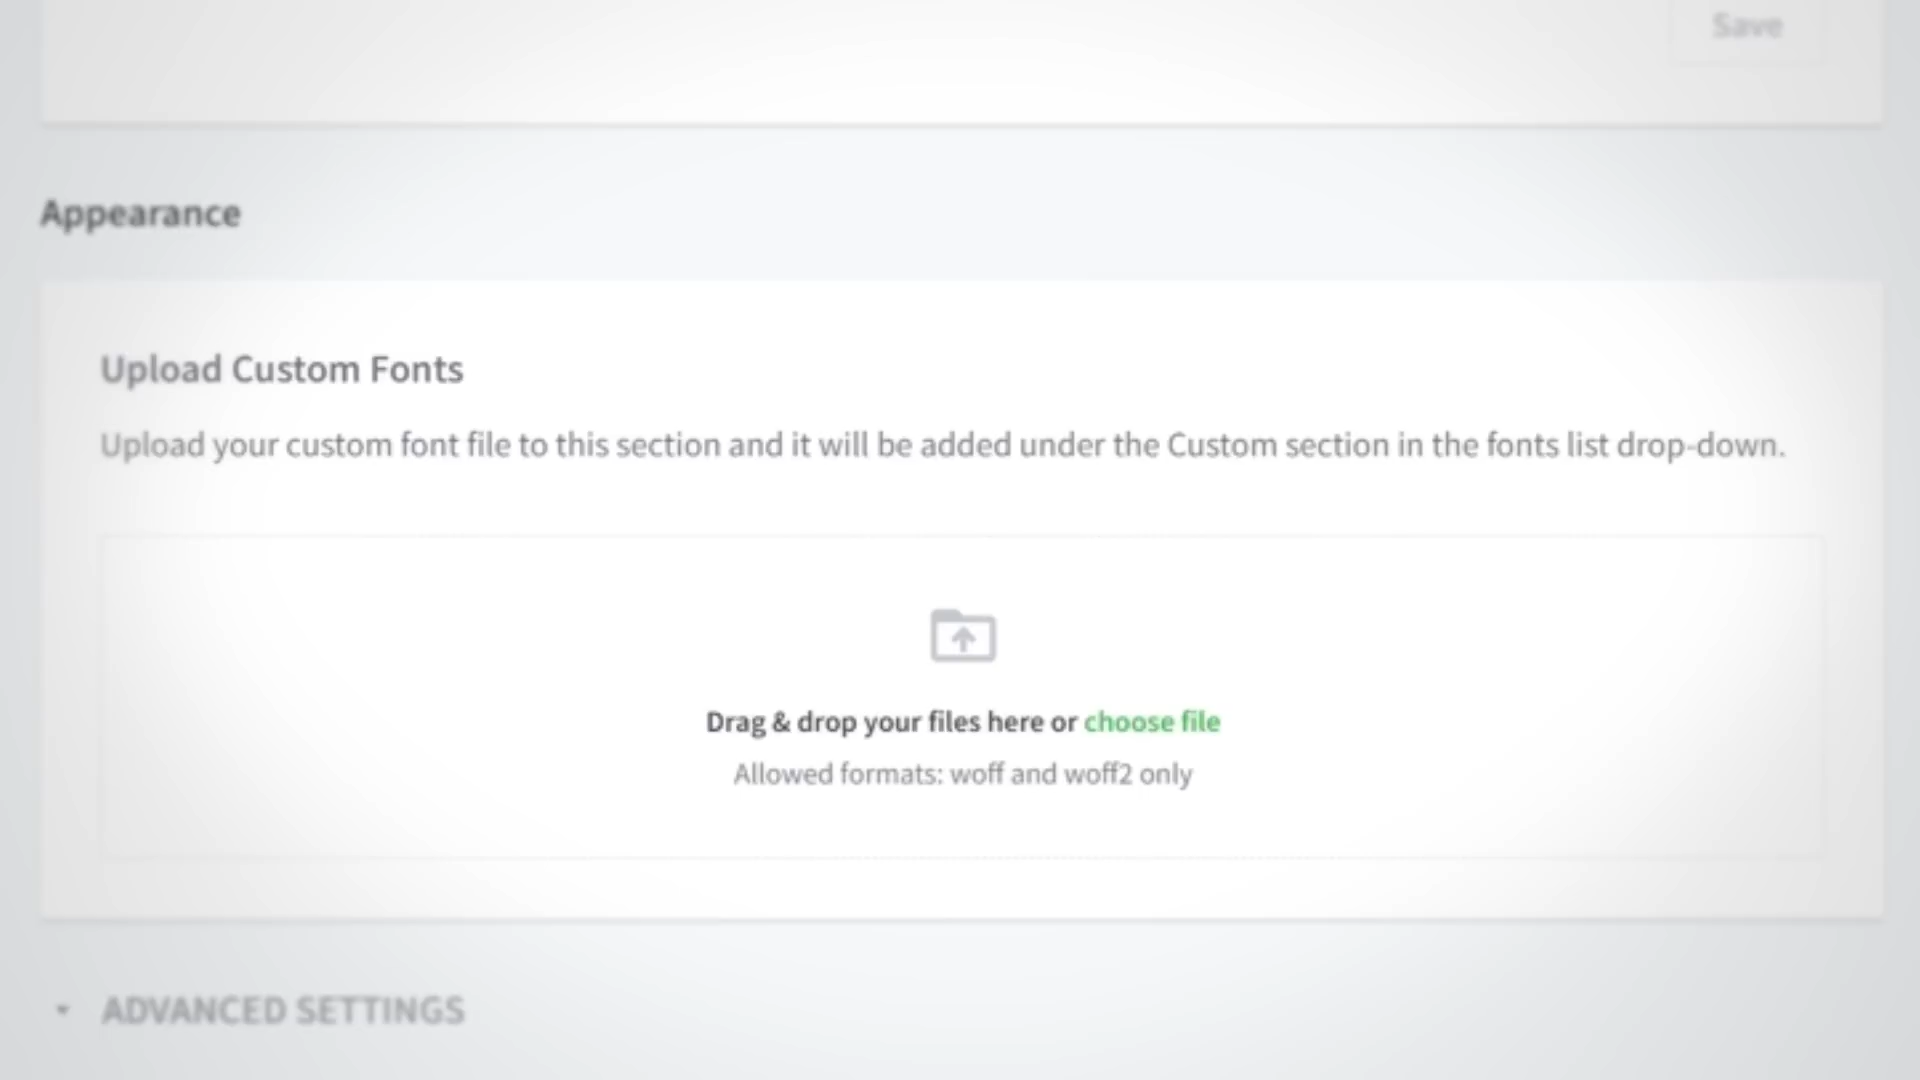 Save
Appearance
Upload Custom Fonts
Upload your custom font file to this section and it will be added under the Custom section in the fonts list drop-down.
Drag & drop your files here or choose file
Allowed formats: woff and woff2 only
ADVANCED SETTINGS